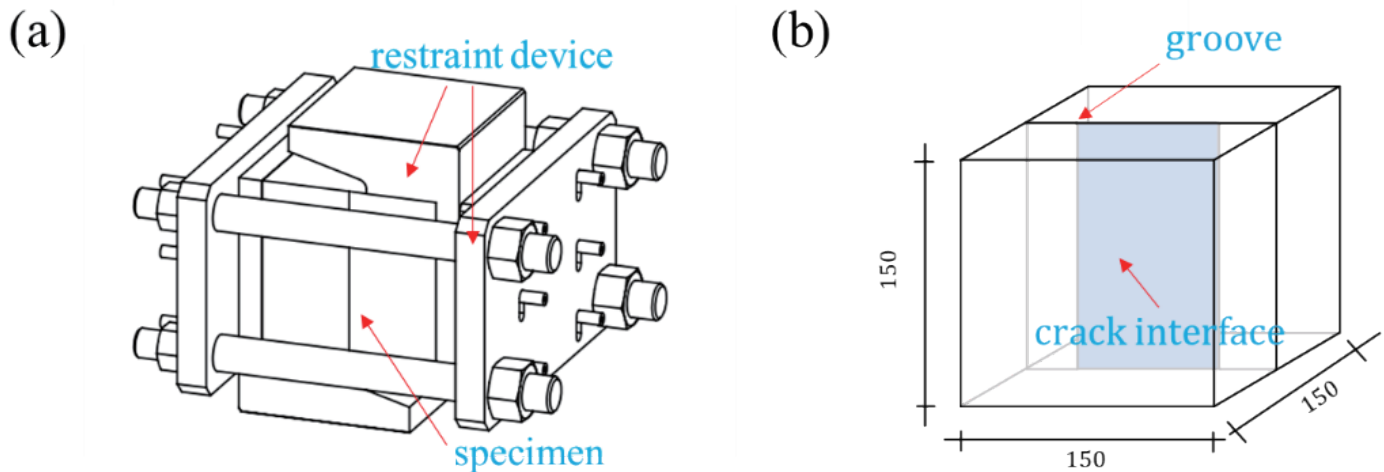 (a)
restraint device
specimen
(b)
groove
150
crack interface
150
150